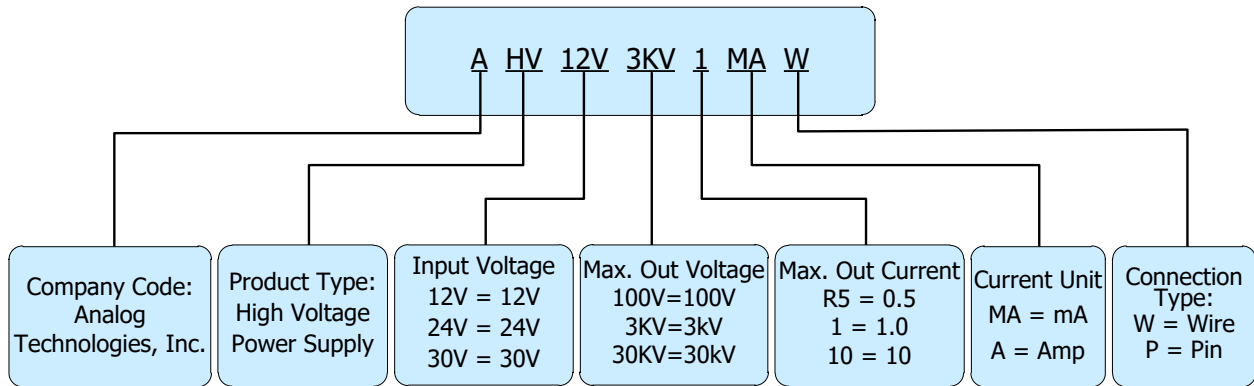 A HV 12V 3KV 1 MA W
Company Code:
Analog
Technologies, Inc.
Product Type:
High Voltage
Power Supply
Input Voltage
12V = 12V
24V = 24V
30V = 30V
Max. Out Voltage
100V=100V
3KV=3kV
30KV=30kV
Max. Out Current
R5 = 0.5
1 = 1.0
10 = 10
Current Unit
MA = mA
A = Amp
Connection
Type:
W = Wire
P = Pin